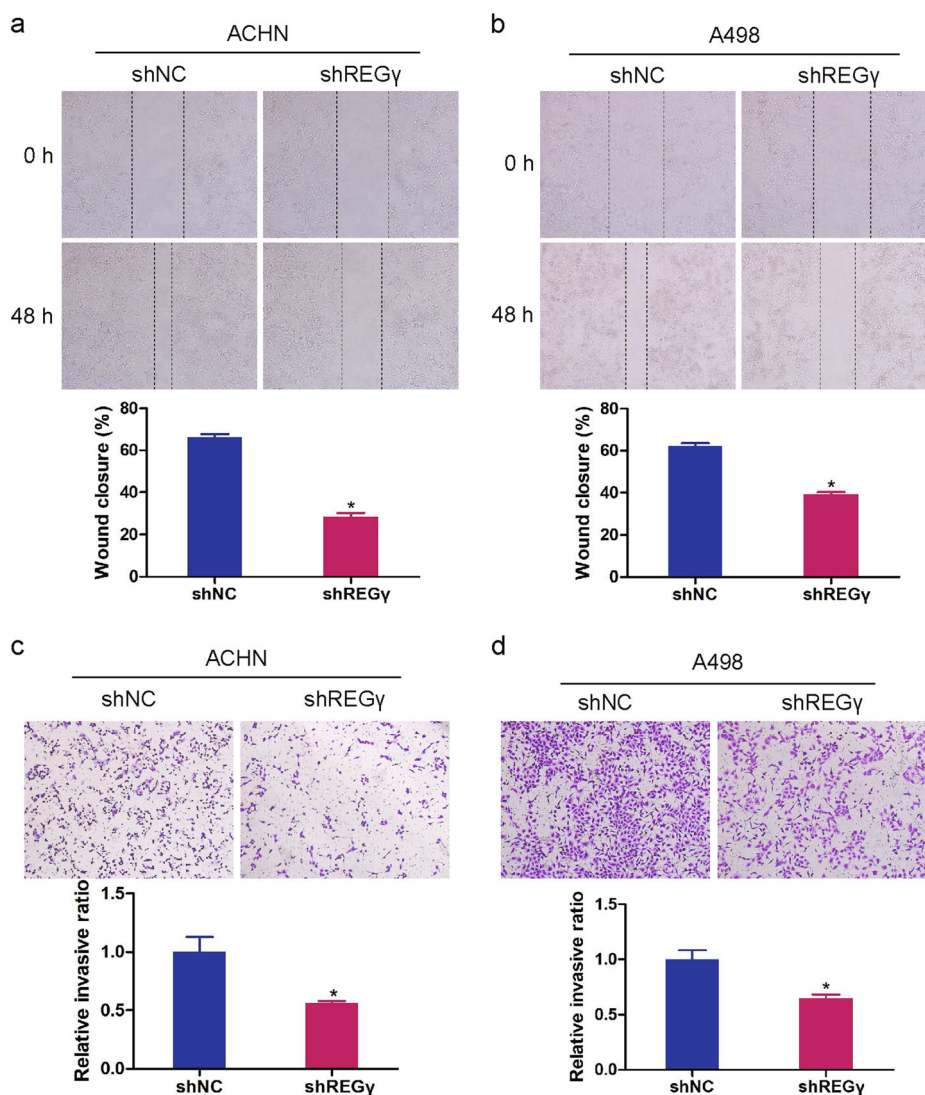 a
ACHN
shNC shREGγ
0 h
48 h
Wound closure (%)
80
60
40
20
0
*
shNC shREGγ
b
A498
shNC shREGγ
0 h
48 h
Wound closure (%)
80
60
40
20
0
*
shNC shREGγ
c
ACHN
shNC shREGγ
Relative invasive ratio
1.5
1.0
0.5
0.0
*
shNC shREGγ
d
A498
shNC shREGγ
Relative invasive ratio
1.5
1.0
0.5
0.0
*
shNC shREGγ